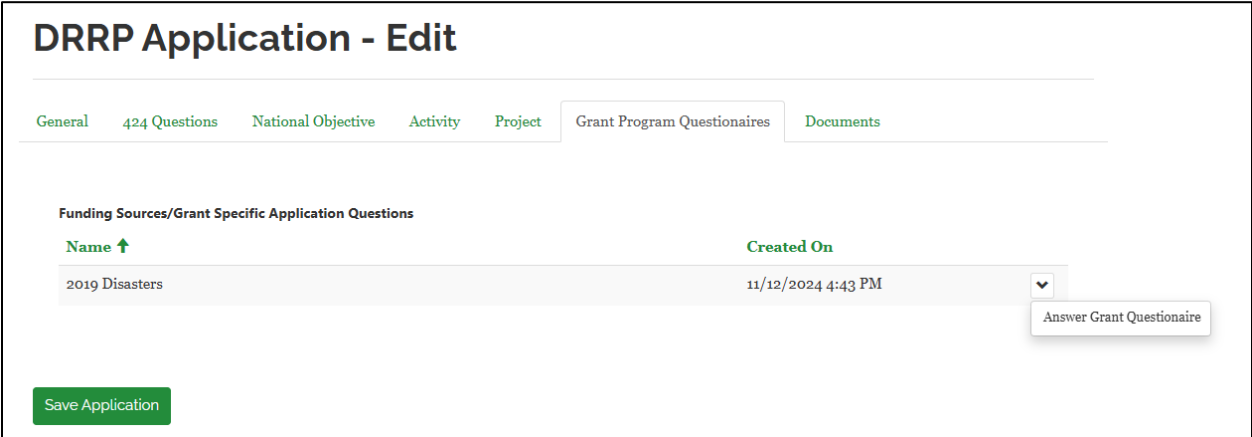 DRRP Application - Edit
General 424 Questions National Objective Activity Project Grant Program Questionaires Documents
Funding Sources/Grant Specific Application Questions
Name Created On
2019 Disasters 11/12/2024 4:43 PM
Answer Grant Questionaire
Save Application